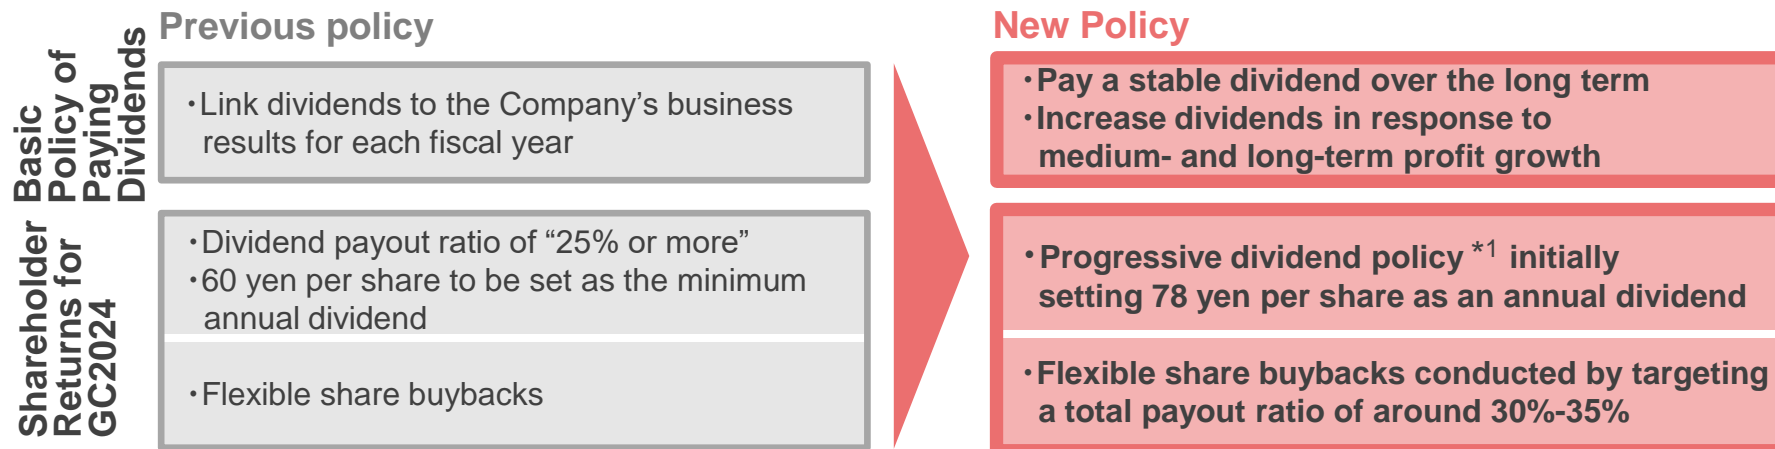 Previous policy
New Policy
Basic
Policy of
Paying
Dividends
・Link dividends to the Company’s business
results for each fiscal year
・Pay a stable dividend over the long term
・Increase dividends in response to
medium- and long-term profit growth
Shareholder
Returns for
GC2024
・Dividend payout ratio of “25% or more”
・60 yen per share to be set as the minimum
annual dividend
・Flexible share buybacks
・Progressive dividend policy *1 initially
setting 78 yen per share as an annual dividend
・Flexible share buybacks conducted by targeting
a total payout ratio of around 30%-35%